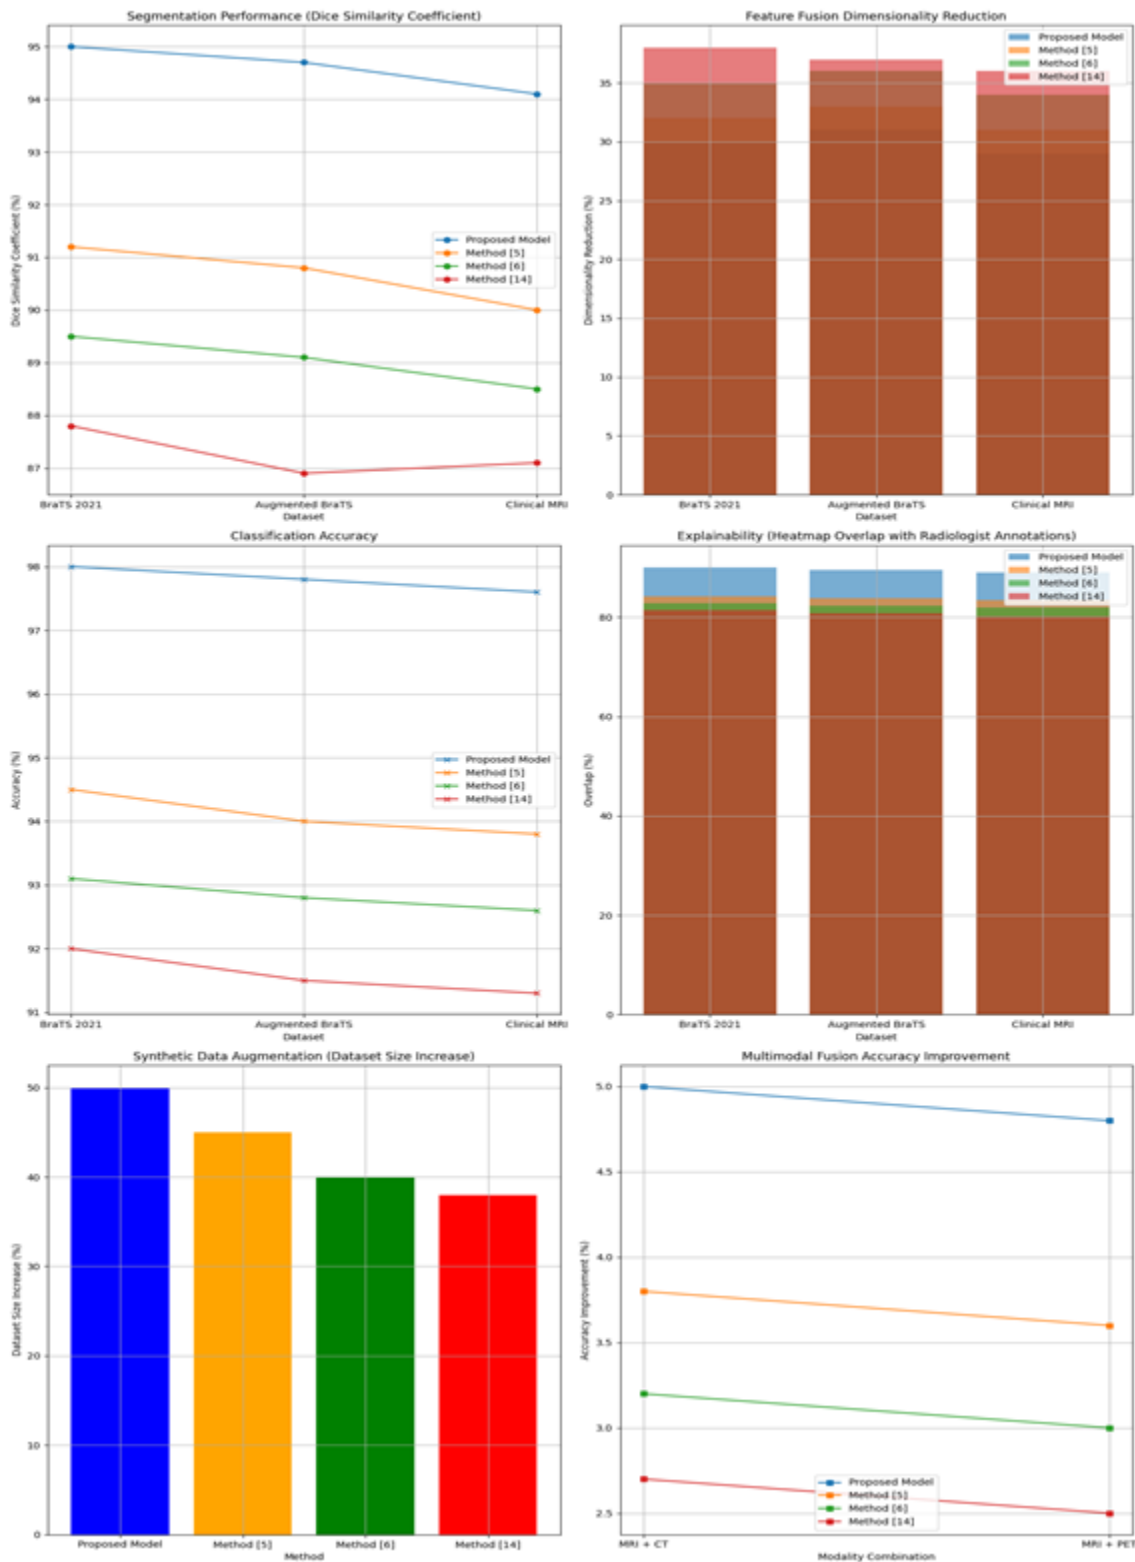 Segmentation Performance (Dice Similarity Coefficient)
Dice Similarity Coefficient (%)
95
94
93
92
91
90
89
88
87
Proposed Model
Method [5]
Method [6]
Method [14]
BraTS 2021
Augmented BraTS
Clinical MRI
Dataset
Feature Fusion Dimensionality Reduction
Dimensionality Reduction (%)
35
30
25
20
15
10
5
0
Proposed Model
Method [5]
Method [6]
Method [14]
BraTS 2021
Augmented BraTS
Clinical MRI
Dataset
Classification Accuracy
Accuracy (%)
98
97
96
95
94
93
92
91
Proposed Model
Method [5]
Method [6]
Method [14]
BraTS 2021
Augmented BraTS
Clinical MRI
Dataset
Explainability (Heatmap Overlap with Radiologist Annotations)
Overlap (%)
80
60
40
20
0
Proposed Model
Method [5]
Method [6]
Method [14]
BraTS 2021
Augmented BraTS
Clinical MRI
Dataset
Synthetic Data Augmentation (Dataset Size Increase)
Dataset Size Increase (%)
50
40
30
20
10
0
Proposed Model
Method [5]
Method [6]
Method [14]
Method
Multimodal Fusion Accuracy Improvement
Accuracy Improvement (%)
5.0
4.5
4.0
3.5
3.0
2.5
Proposed Model
Method [5]
Method [6]
Method [14]
MRI + CT
MRI + PET
Modality Combination